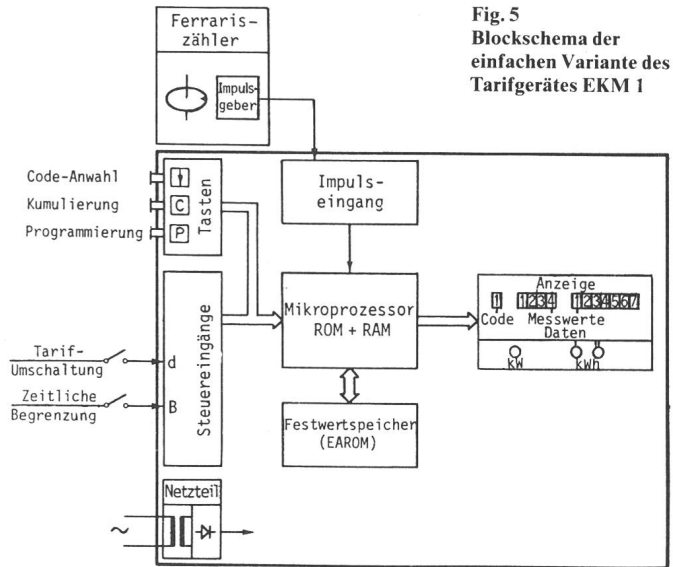 Fig. 5
Blockschema der
einfachen Variante des
Tarifgerätes EKM 1
Ferraris-
zähler
Impuls-
geber
Code-Anwahl
Kumulierung
Programmierung
C
P
Tasten
Impuls-
eingang
Mikroprozessor
ROM + RAM
Anzeige
1 1234 1234567
Code Messwerte
Daten
kW kWh
Tarif-
Umschaltung
d
Zeitliche
Begrenzung
B
Steuereingänge
Festwertspeicher
(EAROM)
Netzteil
~